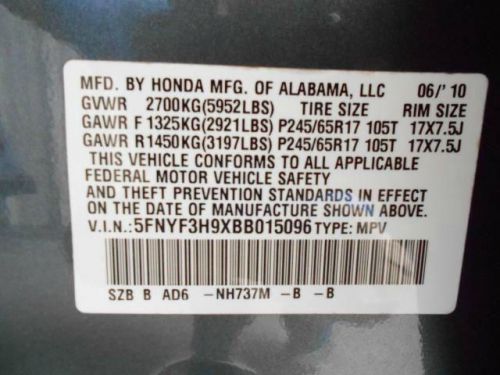 MFD. BY HONDA MFG. OF ALABAMA, LLC 06/'10
GVWR 2700KG(5952LBS) TIRE SIZE RIM SIZE
GAWR F 1325KG(2921LBS) P245/65R17 105T 17X7.5J
GAWR R1450KG(3197LBS) P245/65R17 105T 17X7.5J
THIS VEHICLE CONFORMS TO ALL APPLICABLE
FEDERAL MOTOR VEHICLE SAFETY
AND THEFT PREVENTION STANDARDS IN EFFECT
ON THE DATE OF MANUFACTURE SHOWN ABOVE.
V.I.N.:5FNYF3H9XBB015096 TYPE: MPV
SZB B AD6 -NH737M -B -B